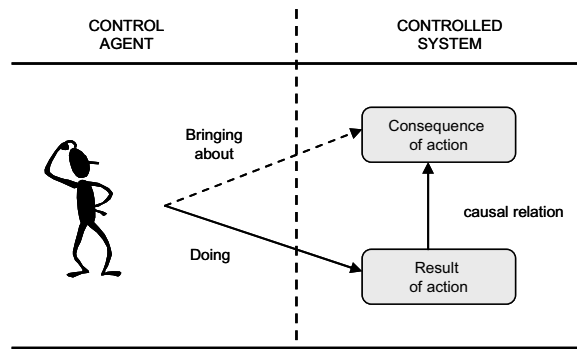 CONTROL
AGENT
CONTROLLED
SYSTEM
Bringing
about
Consequence
of action
causal relation
Doing
Result
of action